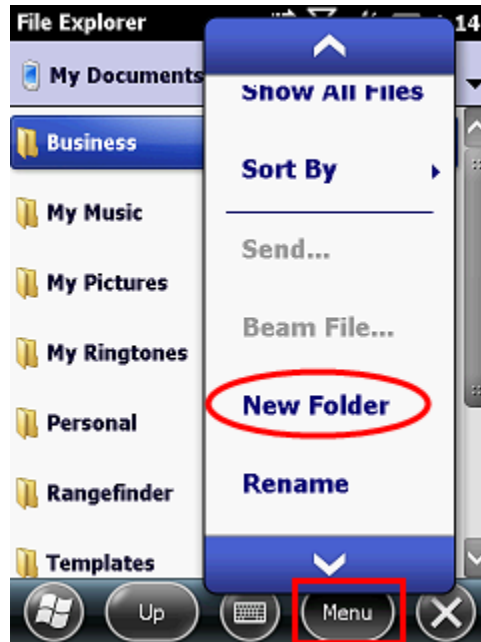 File Explorer
14
My Documents
Show All Files
Business
Sort By
My Music
Send...
My Pictures
Beam File...
My Ringtones
New Folder
Personal
Rename
Rangefinder
Templates
Up
Menu